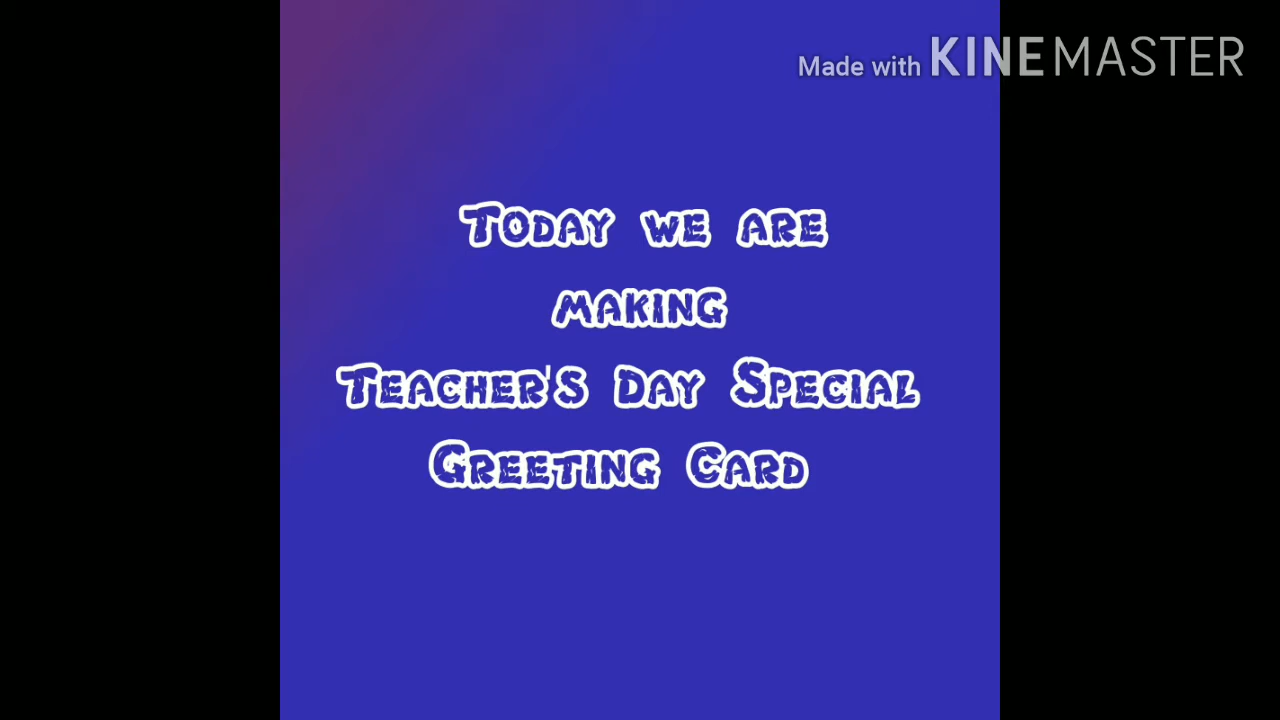 Made with KINEMASTER
Today we are
making
Teacher's Day Special
Greeting Card